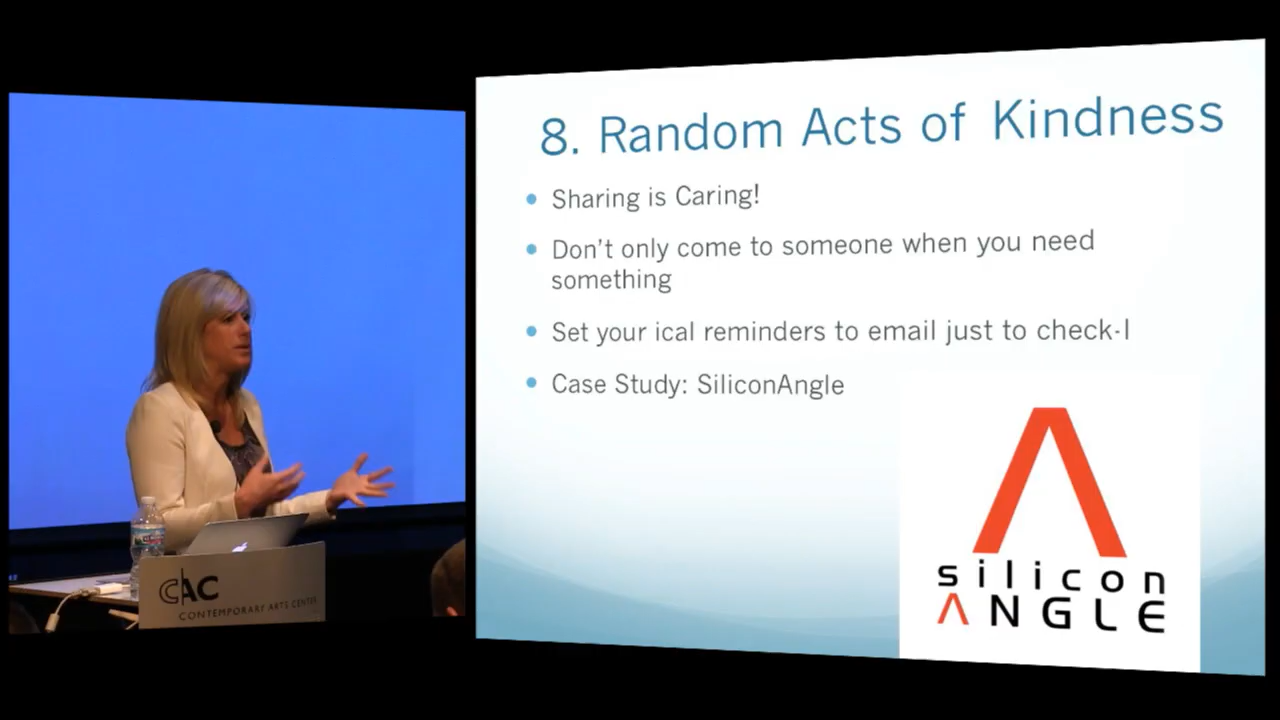 8. Random Acts of Kindness
• Sharing is Caring!
• Don't only come to someone when you need
something
• Set your ical reminders to email just to check-I
• Case Study: SiliconAngle
silicon
ANGLE
CAC
CONTEMPORARY ARTS CENTER